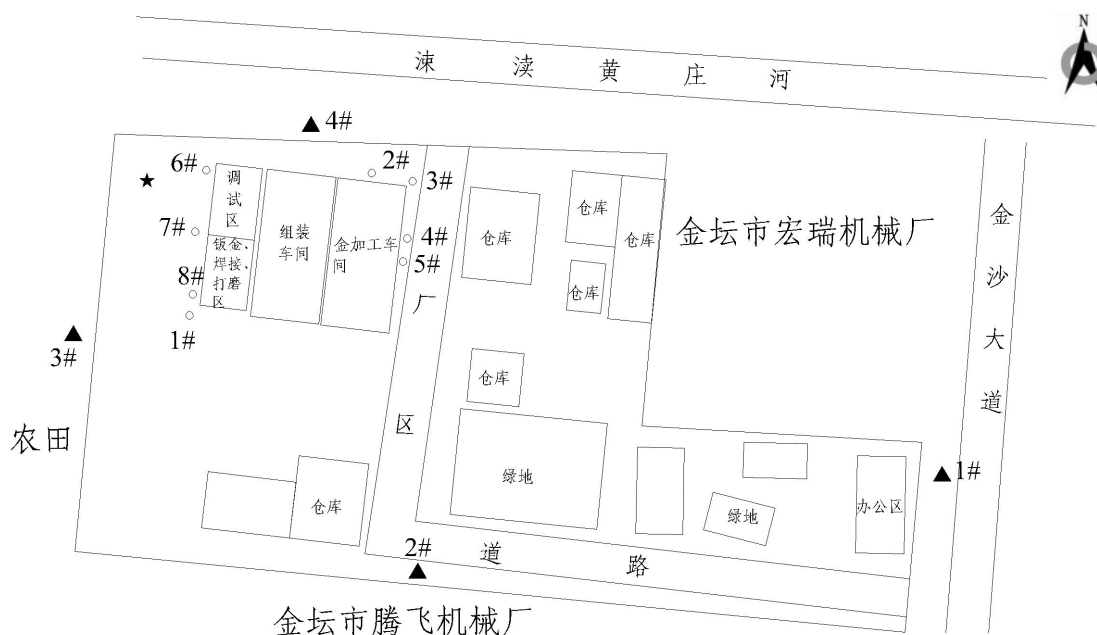 N
涑渎黄庄河
▲4#
2#
3#
6#
★
调试区
组装
车间
金加工车
间
7#
钣金、
焊接、
打磨
区
4#
5#
8#
1#
仓库
仓库
仓库
仓库
金坛市宏瑞机械厂
金沙大道
▲
3#
厂区道路
仓库
农田
绿地
仓库
绿地
办公区
▲1#
2#
▲
金坛市腾飞机械厂